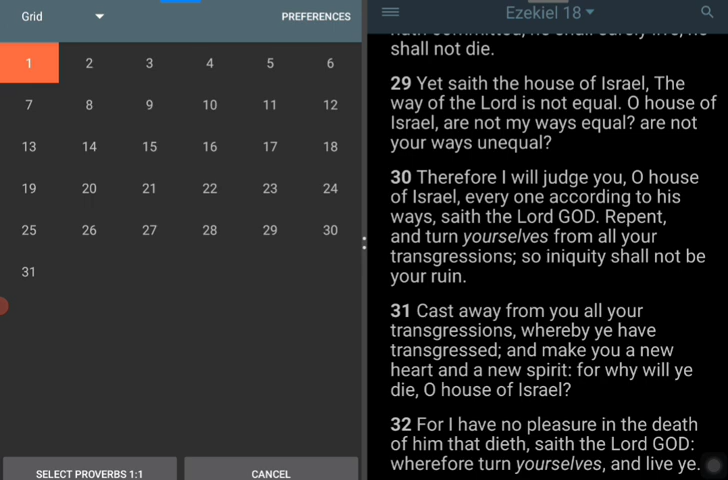 Grid
PREFERENCES
1 2 3 4 5 6
7 8 9 10 11 12
13 14 15 16 17 18
19 20 21 22 23 24
25 26 27 28 29 30
31
SELECT PROVERBS 1:1
CANCEL
Ezekiel 18
shall not die.
29 Yet saith the house of Israel, The
way of the Lord is not equal. O house of
Israel, are not my ways equal? are not
your ways unequal?
30 Therefore I will judge you, O house
of Israel, every one according to his
ways, saith the Lord GOD. Repent,
and turn yourselves from all your
transgressions; so iniquity shall not be
your ruin.
31 Cast away from you all your
transgressions, whereby ye have
transgressed; and make you a new
heart and a new spirit: for why will ye
die, O house of Israel?
32 For I have no pleasure in the death
of him that dieth, saith the Lord GOD:
wherefore turn yourselves, and live ye.